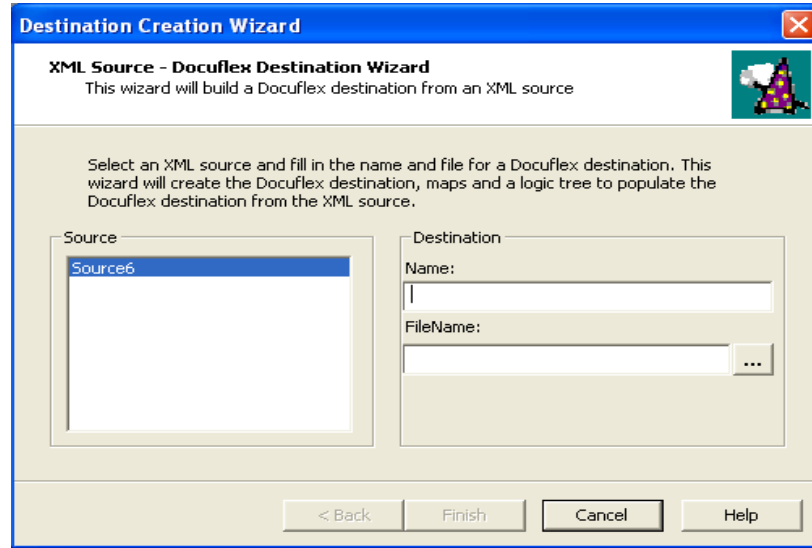 Destination Creation Wizard
XML Source - Docuflex Destination Wizard
This wizard will build a Docuflex destination from an XML source
Select an XML source and fill in the name and file for a Docuflex destination. This
wizard will create the Docuflex destination, maps and a logic tree to populate the
Docuflex destination from the XML source.
Source
Source6
Destination
Name:
FileName:
...
< Back
Finish
Cancel
Help